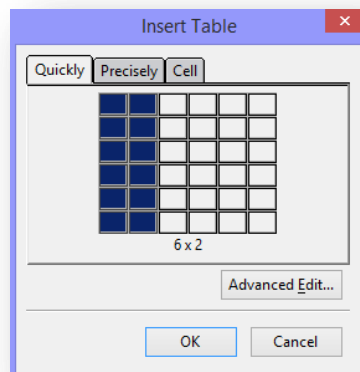 Insert Table
Quickly Precisely Cell
6 x 2
Advanced Edit...
OK Cancel